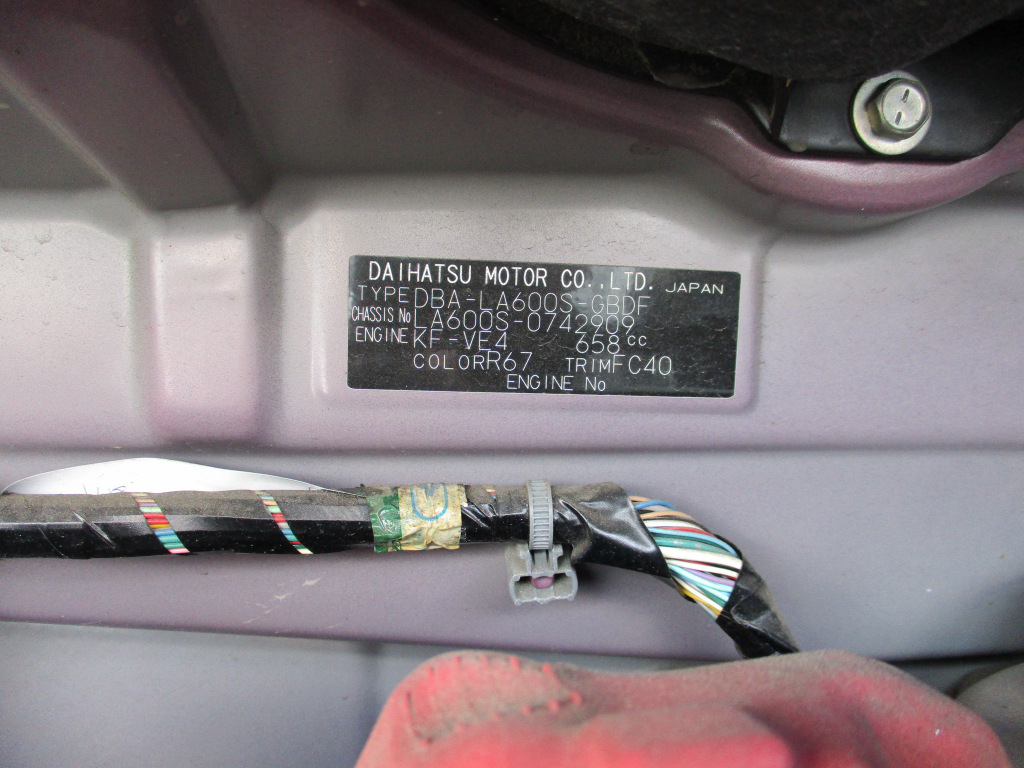 DAIHATSU MOTOR CO.,LTD. JAPAN
TYPE DBA-LA600S-GBDF
CHASSIS No LA600S-0742909
ENGINE KF-VE4 658cc
COLOR R67 TRIM FC40
ENGINE No